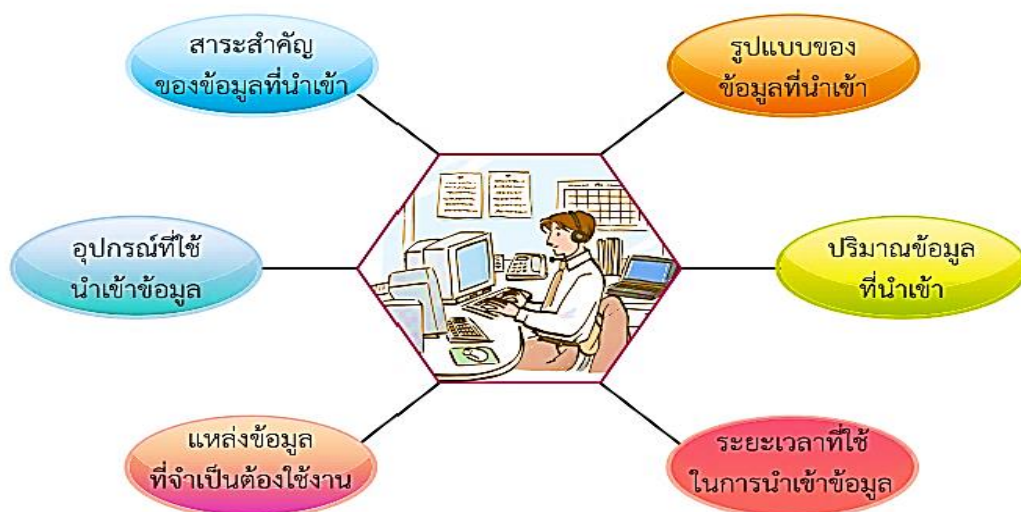 สาระสำคัญ
ของข้อมูลที่นำเข้า
รูปแบบของ
ข้อมูลที่นำเข้า
อุปกรณ์ที่ใช้
นำเข้าข้อมูล
ปริมาณข้อมูล
ที่นำเข้า
แหล่งข้อมูล
ที่จำเป็นต้องใช้งาน
ระยะเวลาที่ใช้
ในการนำเข้าข้อมูล